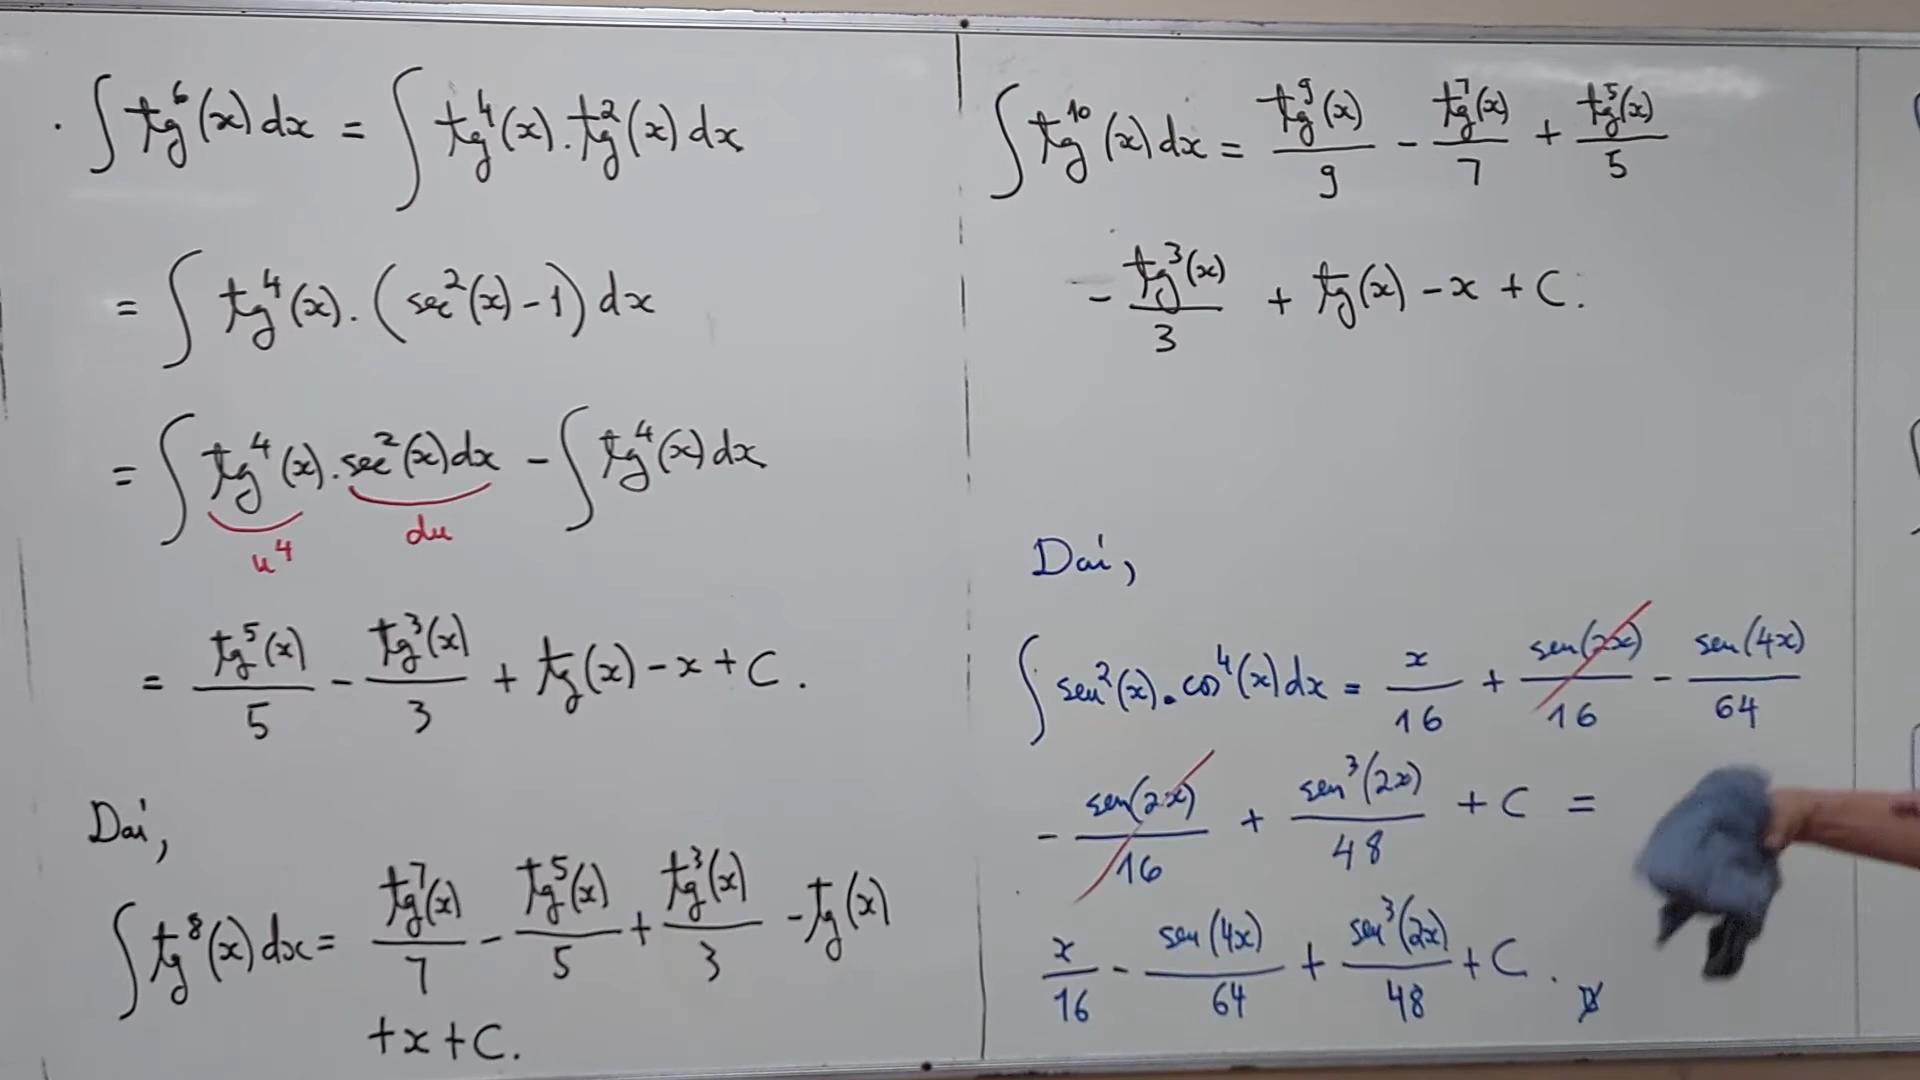 · ∫ tg⁶(x) dx = ∫ tg⁴(x) . tg²(x) dx
= ∫ tg⁴(x) . (sec²(x) - 1) dx
= ∫ tg⁴(x) . sec²(x) dx - ∫ tg⁴(x) dx
u⁴ du
= tg⁵(x)/5 - tg³(x)/3 + tg(x) - x + C.
Daí,
∫ tg⁸(x) dx = tg⁷(x)/7 - tg⁵(x)/5 + tg³(x)/3 - tg(x)
+ x + C.
∫ tg¹⁰(x) dx = tg⁹(x)/9 - tg⁷(x)/7 + tg⁵(x)/5
- tg³(x)/3 + tg(x) - x + C.
Daí,
∫ sen²(x) . cos⁴(x) dx = x/16 + sen(2x)/16 - sen(4x)/64
- sen(2x)/16 + sen³(2x)/48 + C =
x/16 - sen(4x)/64 + sen³(2x)/48 + C.